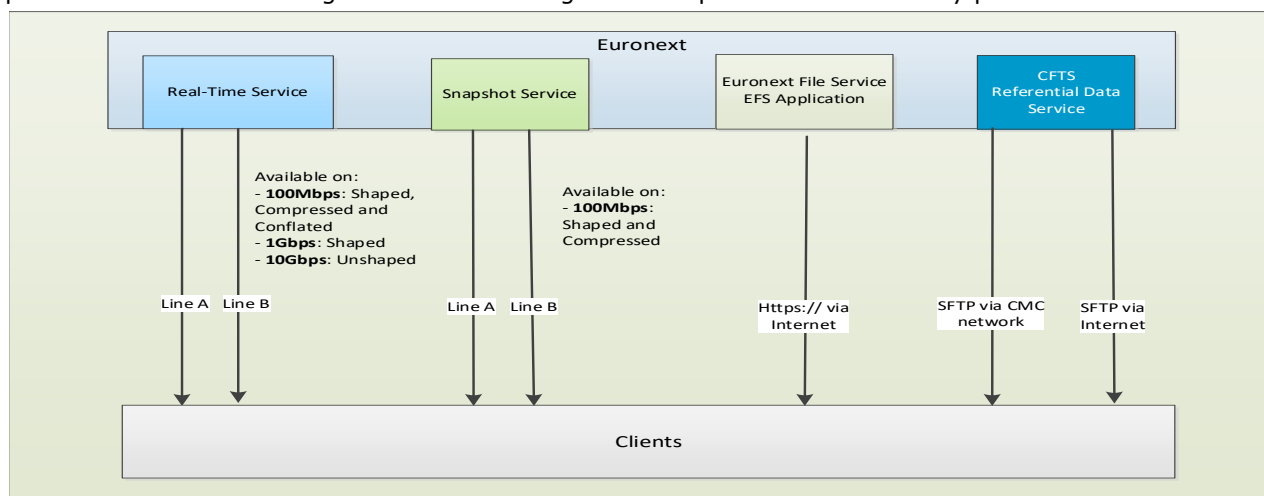 Euronext
Real-Time Service
Snapshot Service
Euronext File Service
EFS Application
CFTS
Referential Data
Service
Available on:
- 100Mbps: Shaped,
Compressed and
Conflated
- 1Gbps: Shaped
- 10Gbps: Unshaped
Available on:
- 100Mbps:
Shaped and
Compressed
Line A
Line B
Line A
Line B
Https:// via
Internet
SFTP via CMC
network
SFTP via
Internet
Clients